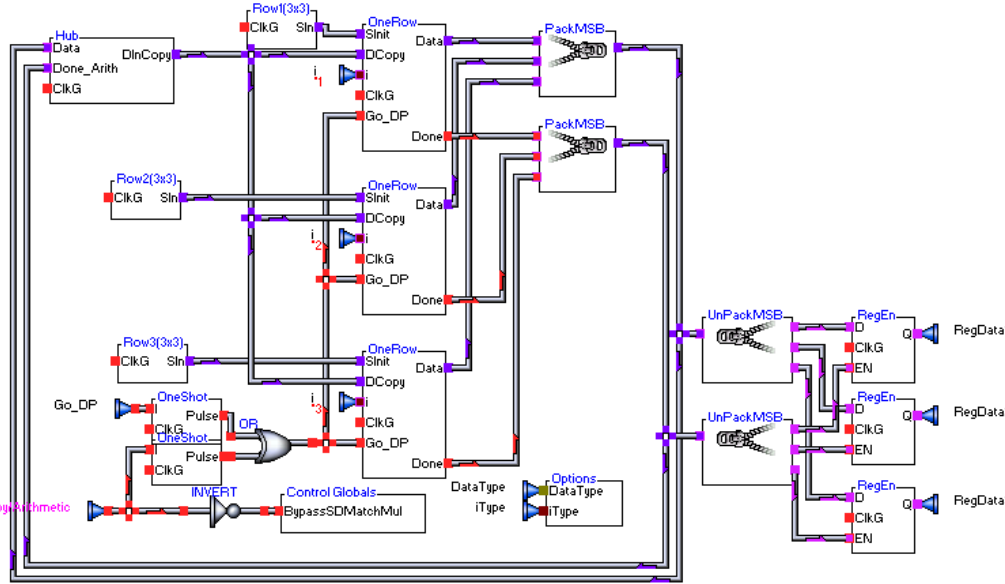 Row1(3x3)
ClkG SIn
Hub
Data
DInCopy
Done_Arith
ClkG
OneRow
SInit
Data
DCopy
i
1
i
ClkG
Go_DP
Done
PackMSB
PackMSB
Row2(3x3)
ClkG SIn
OneRow
SInit
Data
DCopy
i
2
i
ClkG
Go_DP
Done
Row3(3x3)
ClkG SIn
OneRow
SInit
Data
DCopy
i
3
i
ClkG
Go_DP
Done
Go_DP
OneShot
I
Pulse
ClkG
OneShot
I
Pulse
ClkG
OR
Arithmetic
INVERT
Control Globals
BypassSDMatchMul
DataType
iType
Options
DataType
iType
UnPackMSB
UnPackMSB
RegEn
D
Q
ClkG
EN
RegData
RegEn
D
Q
ClkG
EN
RegData
RegEn
D
Q
ClkG
EN
RegData